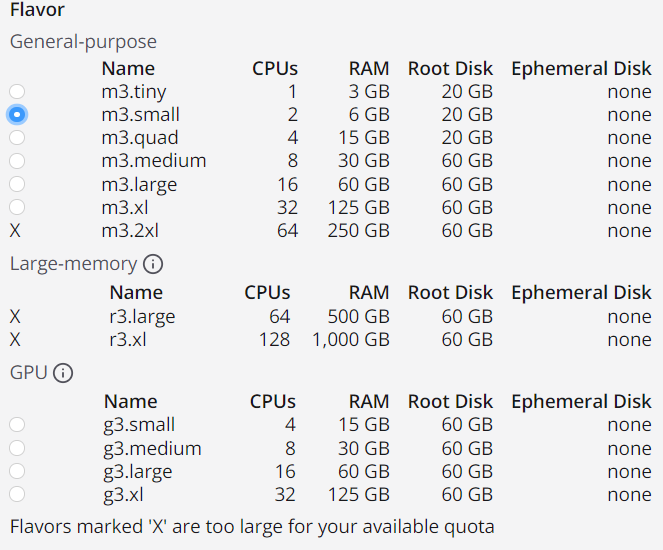 Flavor
General-purpose
Name CPUs RAM Root Disk Ephemeral Disk
m3.tiny 1 3 GB 20 GB none
m3.small 2 6 GB 20 GB none
m3.quad 4 15 GB 20 GB none
m3.medium 8 30 GB 60 GB none
m3.large 16 60 GB 60 GB none
m3.xl 32 125 GB 60 GB none
X m3.2xl 64 250 GB 60 GB none
Large-memory
Name CPUs RAM Root Disk Ephemeral Disk
X r3.large 64 500 GB 60 GB none
X r3.xl 128 1,000 GB 60 GB none
GPU
Name CPUs RAM Root Disk Ephemeral Disk
g3.small 4 15 GB 60 GB none
g3.medium 8 30 GB 60 GB none
g3.large 16 60 GB 60 GB none
g3.xl 32 125 GB 60 GB none
Flavors marked 'X' are too large for your available quota